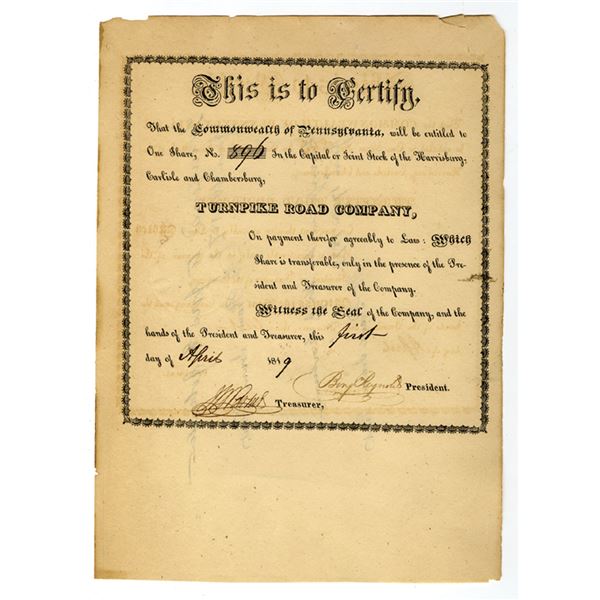 This is to Certify,
That the Commonwealth of Pennsylvania, will be entitled to
One Share, No. 896 In the Capital or Joint Stock of the Harrisburg,
Carlisle and Chambersburg,
TURNPIKE ROAD COMPANY,
On payment therefor agreeably to Law: Which
Share is transferable, only in the presence of the Pre-
sident and Treasurer of the Company.
Witness the Seal of the Company, and the
hands of the President and Treasurer, this first
day of April 1819
Benj Reynolds President.
Treasurer,